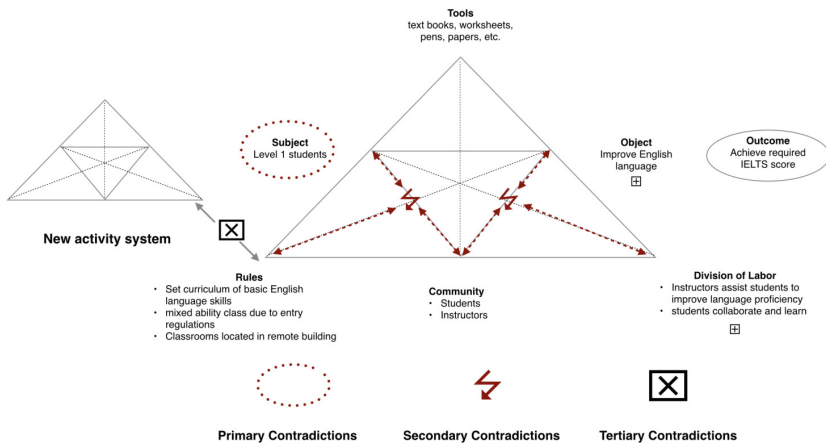 Tools
text books, worksheets,
pens, papers, etc.
Subject
Level 1 students
Object
Improve English
language
Outcome
Achieve required
IELTS score
New activity system
Rules
• Set curriculum of basic English
language skills
• mixed ability class due to entry
regulations
• Classrooms located in remote building
Community
• Students
• Instructors
Division of Labor
• Instructors assist students to
improve language proficiency
• students collaborate and learn
Primary Contradictions
Secondary Contradictions
Tertiary Contradictions